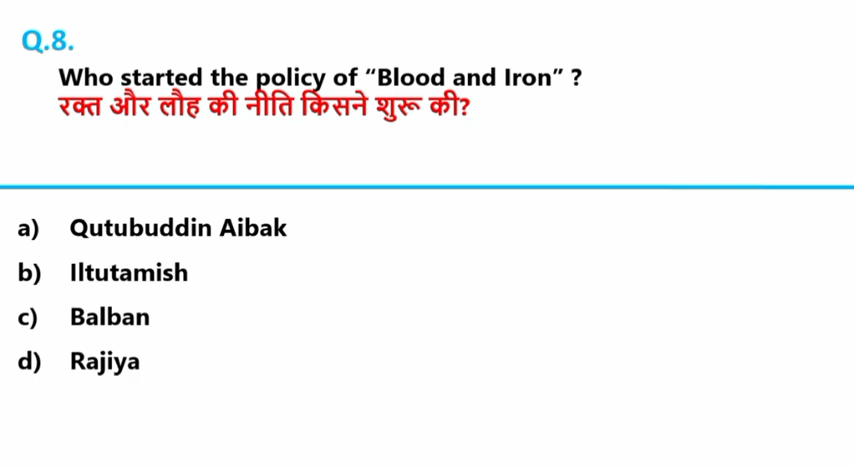 Q.8.
Who started the policy of “Blood and Iron” ?
रक्त और लौह की नीति किसने शुरू की?
a) Qutubuddin Aibak
b) Iltutamish
c) Balban
d) Rajiya